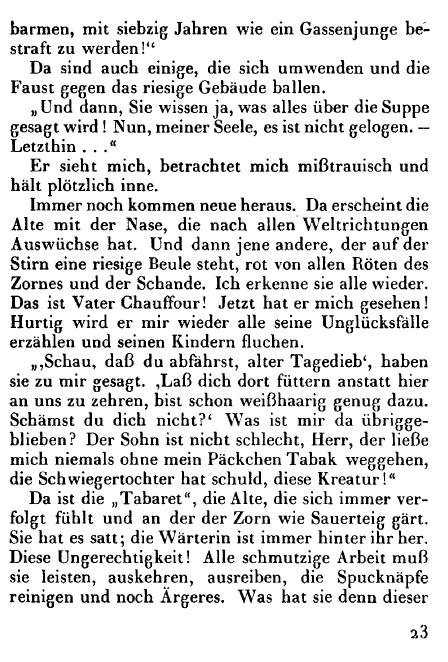 barmen, mit siebzig Jahren wie ein Gassenjunge be-
straft zu werden!“
Da sind auch einige, die sich umwenden und die
Faust gegen das riesige Gebäude ballen.
„Und dann, Sie wissen ja, was alles über die Suppe
gesagt wird! Nun, meiner Seele, es ist nicht gelogen. —
Letzthin . . .“
Er sieht mich, betrachtet mich mißtrauisch und
hält plötzlich inne.
Immer noch kommen neue heraus. Da erscheint die
Alte mit der Nase, die nach allen Weltrichtungen
Auswüchse hat. Und dann jene andere, der auf der
Stirn eine riesige Beule steht, rot von allen Röten des
Zornes und der Schande. Ich erkenne sie alle wieder.
Das ist Vater Chauffour! Jetzt hat er mich gesehen!
Hurtig wird er mir wieder alle seine Unglücksfälle
erzählen und seinen Kindern fluchen.
„‚Schau, daß du abfährst, alter Tagedieb‘, haben
sie zu mir gesagt. ‚Laß dich dort füttern anstatt hier
an uns zu zehren, bist schon weißhaarig genug dazu.
Schämst du dich nicht?‘ Was ist mir da übrigge-
blieben? Der Sohn ist nicht schlecht, Herr, der ließe
mich niemals ohne mein Päckchen Tabak weggehen,
die Schwiegertochter hat schuld, diese Kreatur!“
Da ist die „Tabaret“, die Alte, die sich immer ver-
folgt fühlt und an der der Zorn wie Sauerteig gärt.
Sie hat es satt; die Wärterin ist immer hinter ihr her.
Diese Ungerechtigkeit! Alle schmutzige Arbeit muß
sie leisten, auskehren, ausreiben, die Spucknäpfe
reinigen und noch Ärgeres. Was hat sie denn dieser
23